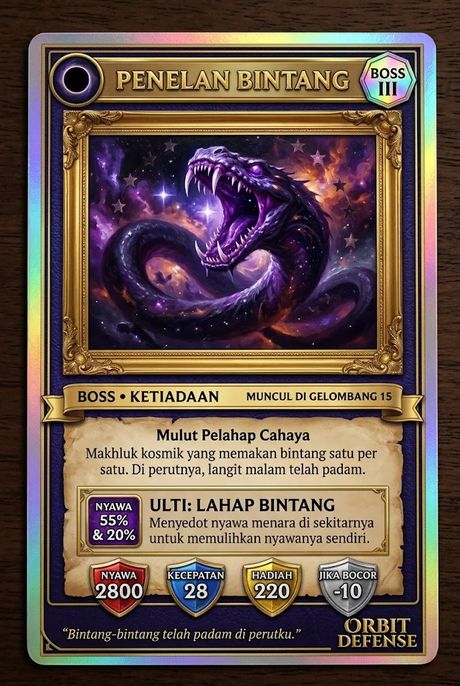 PENELAN BINTANG
BOSS
III
BOSS • KETIADAAN
MUNCUL DI GELOMBANG 15
Mulut Pelahap Cahaya
Makhluk kosmik yang memakan bintang satu per
satu. Di perutnya, langit malam telah padam.
NYAWA
55%
& 20%
ULTI: LAHAP BINTANG
Menyedot nyawa menara di sekitarnya
untuk memulihkan nyawanya sendiri.
NYAWA
2800
KECEPATAN
28
HADIAH
220
JIKA BOCOR
-10
"Bintang-bintang telah padam di perutku."
ORBIT
DEFENSE